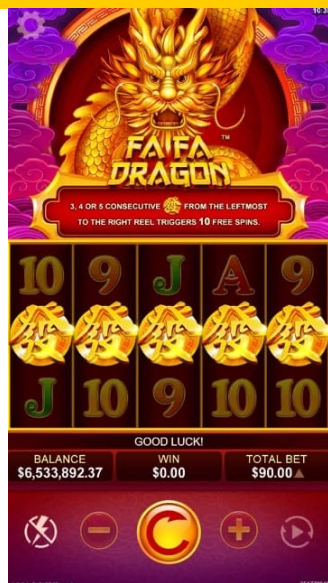 FA FA
DRAGON™
3, 4 OR 5 CONSECUTIVE 發 FROM THE LEFTMOST
TO THE RIGHT REEL TRIGGERS 10 FREE SPINS.
10 9 J A 9
發 發 發 發 發
J 10 9 10 10
GOOD LUCK!
BALANCE WIN TOTAL BET
$6,533,892.37 $0.00 $90.00